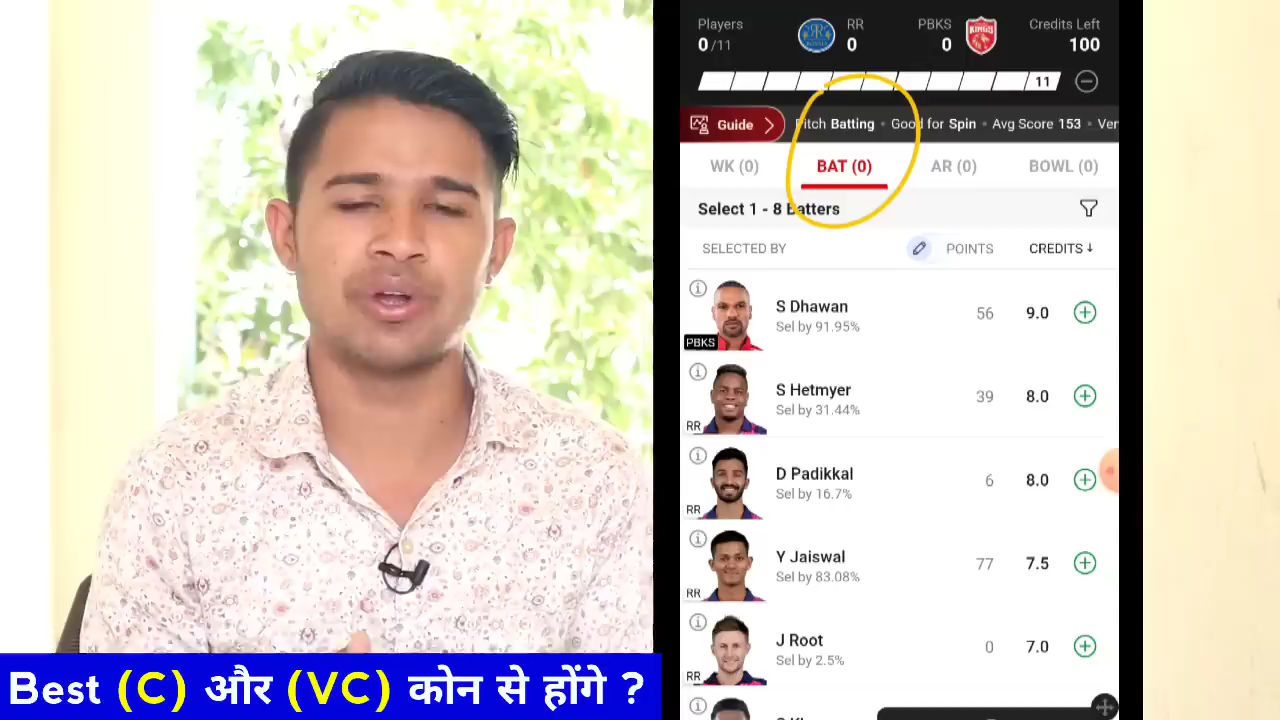 Players
0/11
RR
0
PBKS
0
Credits Left
100
11
Guide
Pitch Batting • Good for Spin • Avg Score 153 • Ver
WK (0)
BAT (0)
AR (0)
BOWL (0)
Select 1 - 8 Batters
SELECTED BY
POINTS
CREDITS ↓
S Dhawan
Sel by 91.95%
56
9.0
PBKS
S Hetmyer
Sel by 31.44%
39
8.0
RR
D Padikkal
Sel by 16.7%
6
8.0
RR
Y Jaiswal
Sel by 83.08%
77
7.5
RR
J Root
Sel by 2.5%
0
7.0
RR
Best (C) और (VC) कोन से होंगे ?